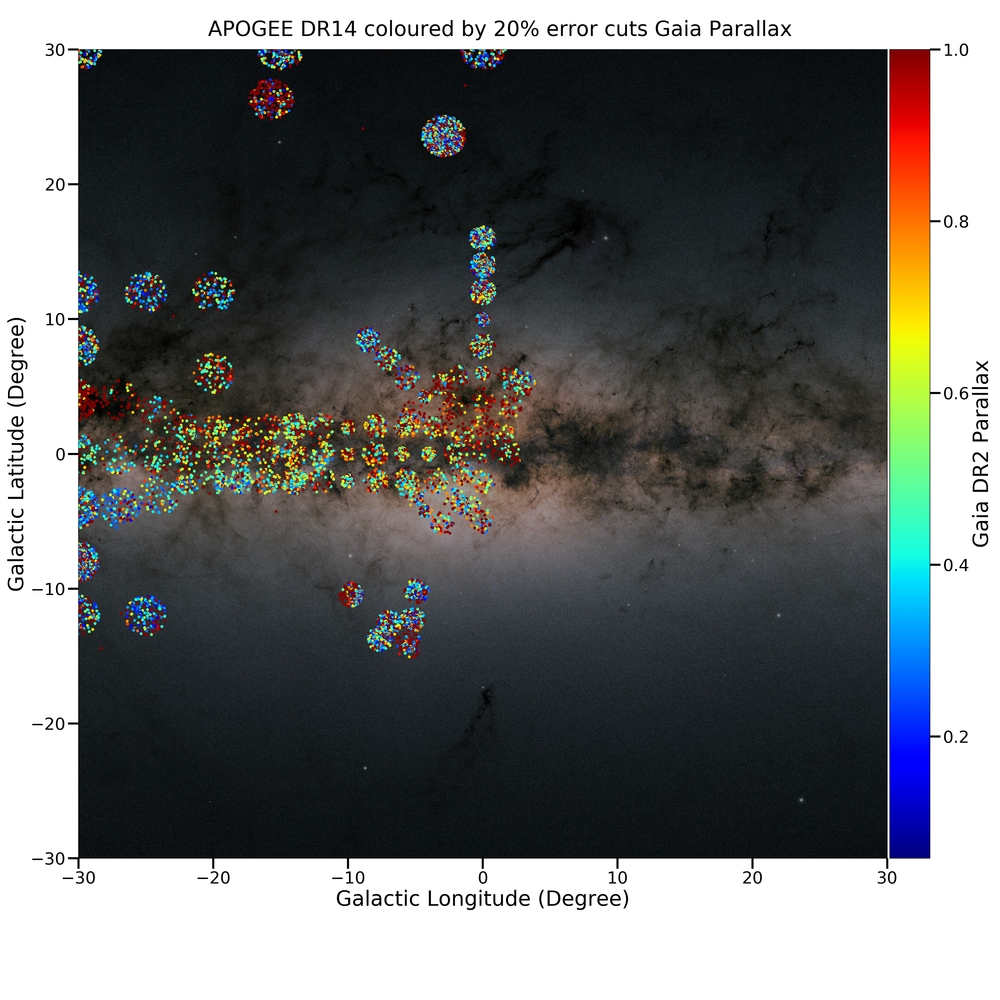 APOGEE DR14 coloured by 20% error cuts Gaia Parallax
30
20
10
0
−10
−20
−30
Galactic Latitude (Degree)
−30 −20 −10 0 10 20 30
Galactic Longitude (Degree)
1.0
0.8
0.6
0.4
0.2
Gaia DR2 Parallax